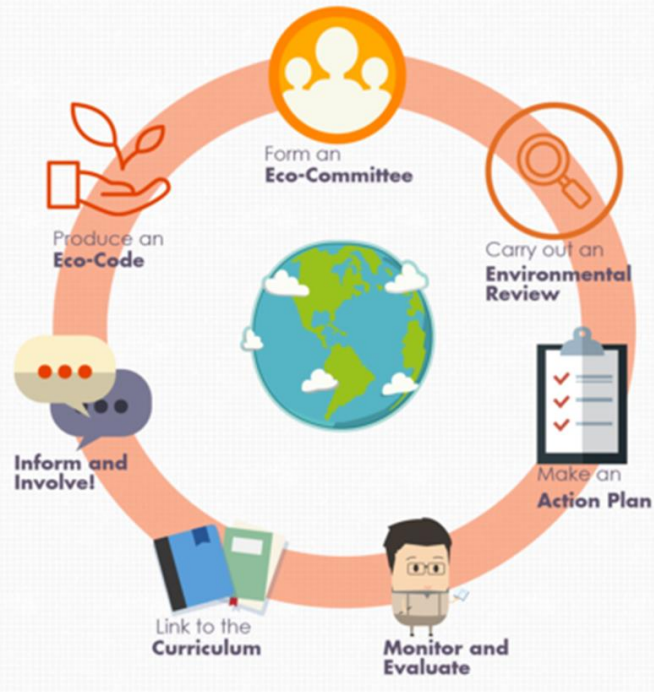 Form an
Eco-Committee
Carry out an
Environmental
Review
Make an
Action Plan
Monitor and
Evaluate
Link to the
Curriculum
Inform and
Involve!
Produce an
Eco-Code